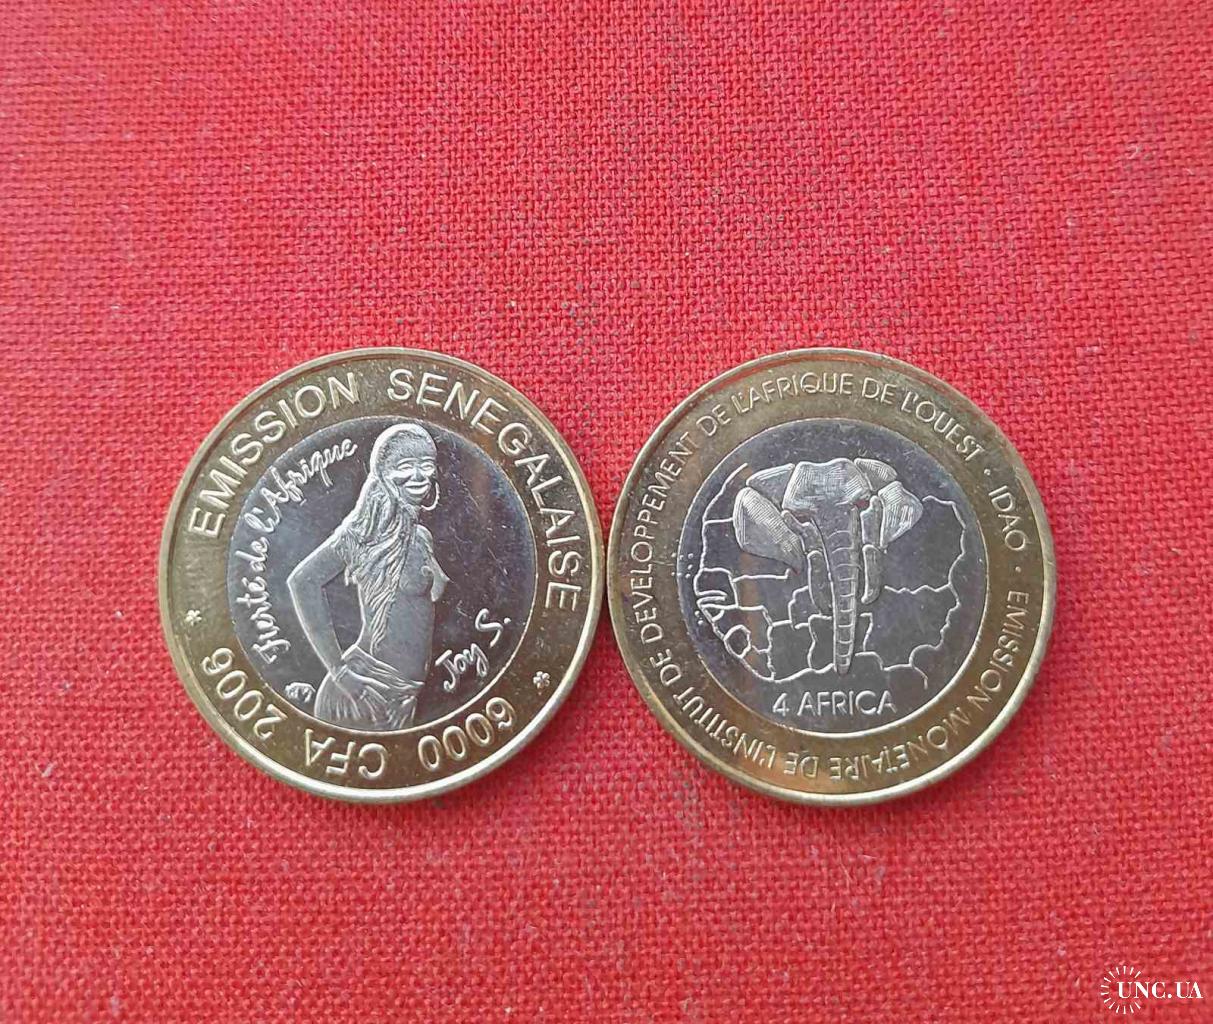 EMISSION SENEGALAISE
Fierté de l'Afrique
Joy S.
* 6000 CFA 2006 *
INSTITUT DE DEVELOPPEMENT DE L'AFRIQUE DE L'OUEST • IDAO • EMISSION MONETAIRE DE L'
4 AFRICA
UNC.UA